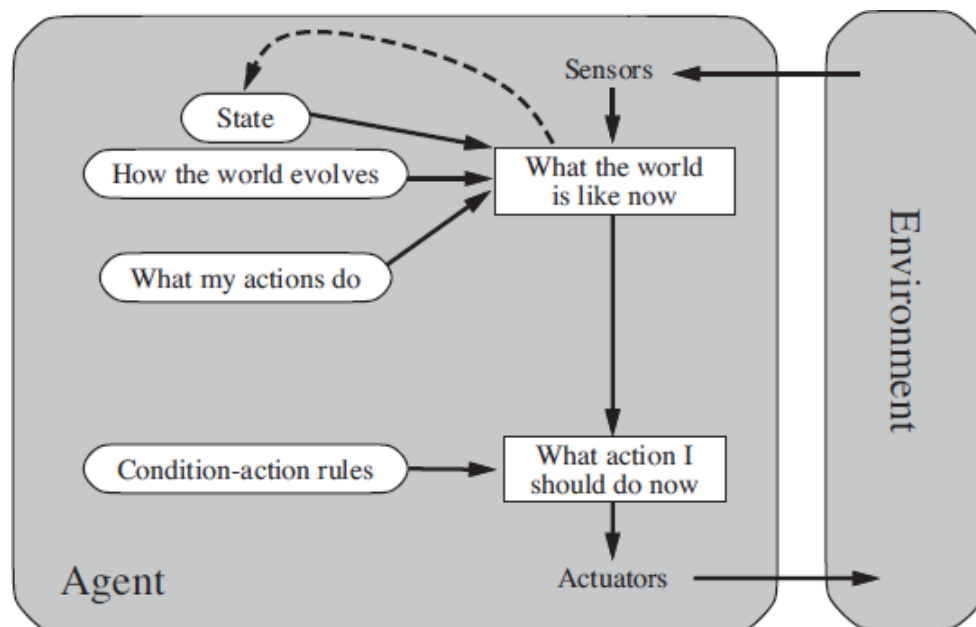 Sensors
State
How the world evolves
What the world
is like now
What my actions do
Environment
Condition-action rules
What action I
should do now
Agent
Actuators